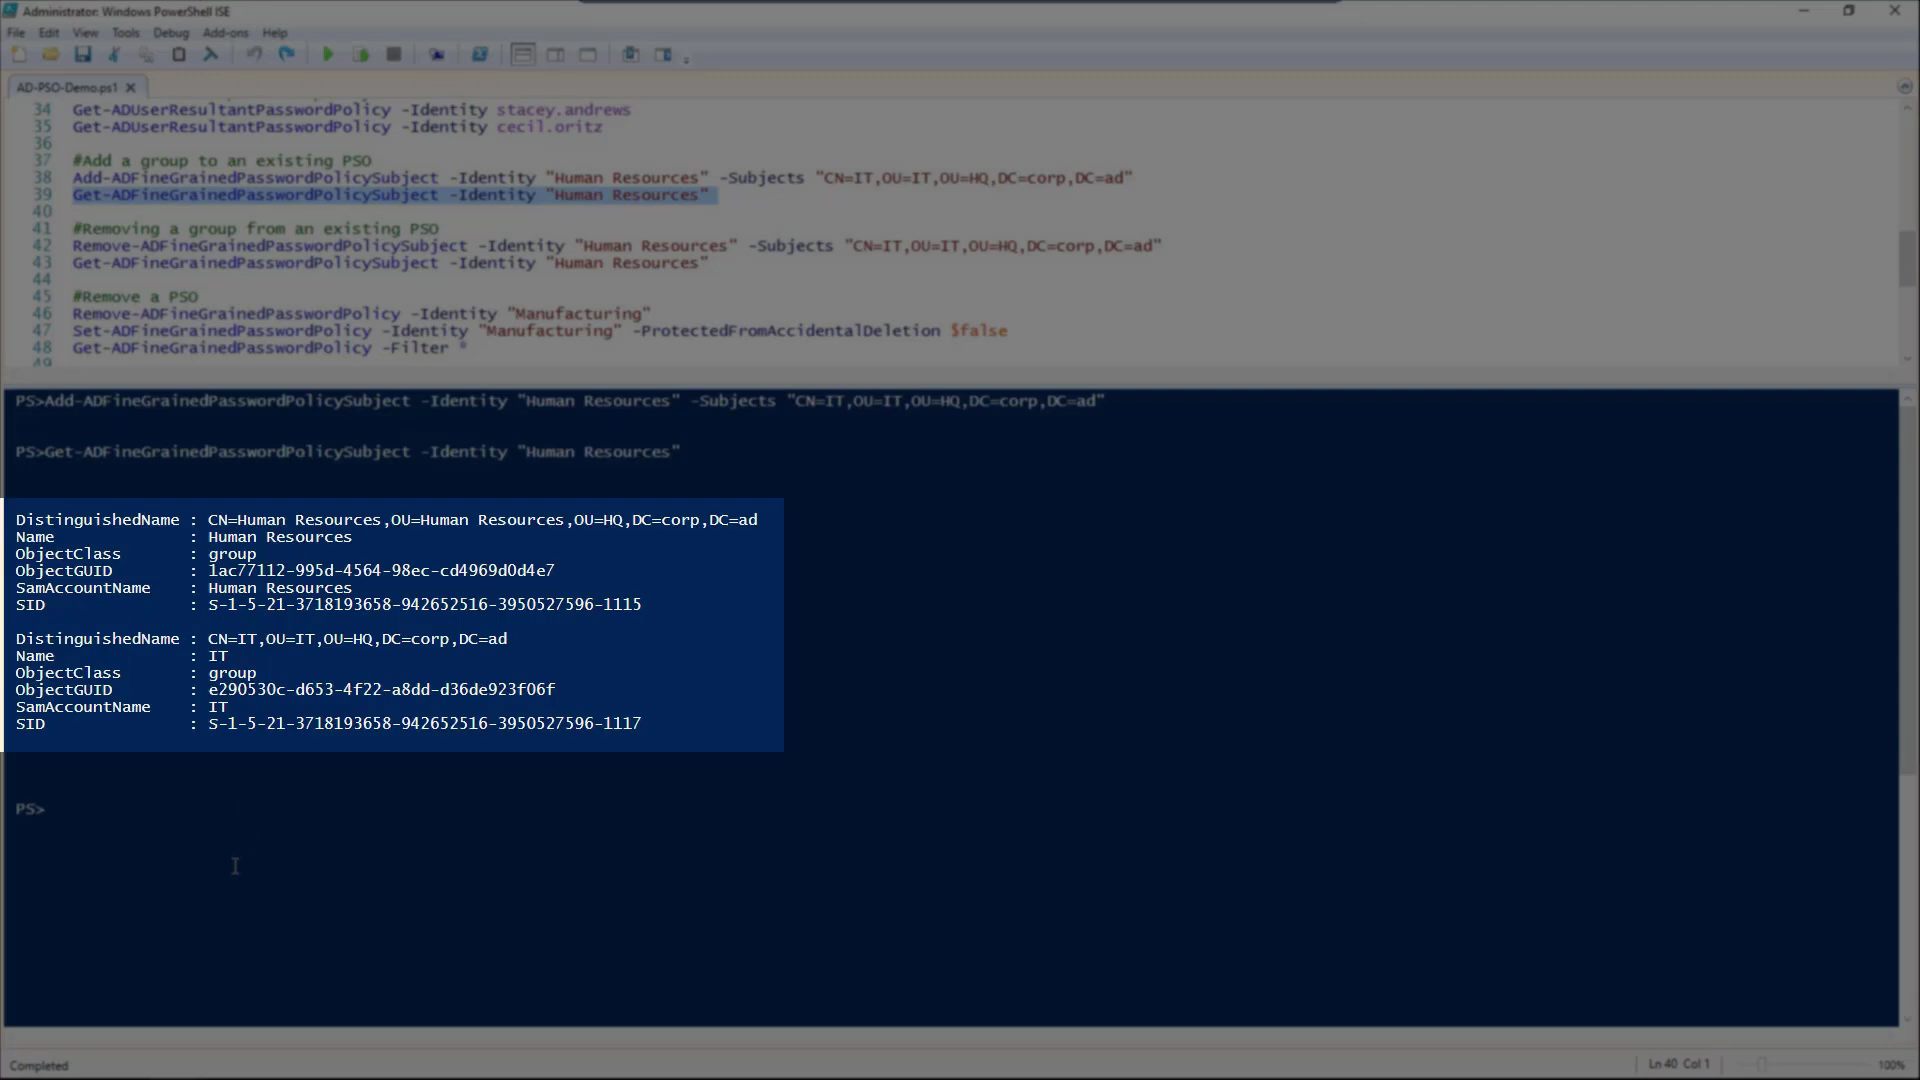 Administrator: Windows PowerShell ISE
File Edit View Tools Debug Add-ons Help
AD-PSO-Demo.ps1
34 Get-ADUserResultantPasswordPolicy -Identity stacey.andrews
35 Get-ADUserResultantPasswordPolicy -Identity cecil.oritz
36
37 #Add a group to an existing PSO
38 Add-ADFineGrainedPasswordPolicySubject -Identity "Human Resources" -Subjects "CN=IT,OU=IT,OU=HQ,DC=corp,DC=ad"
39 Get-ADFineGrainedPasswordPolicySubject -Identity "Human Resources"
40
41 #Removing a group from an existing PSO
42 Remove-ADFineGrainedPasswordPolicySubject -Identity "Human Resources" -Subjects "CN=IT,OU=IT,OU=HQ,DC=corp,DC=ad"
43 Get-ADFineGrainedPasswordPolicySubject -Identity "Human Resources"
44
45 #Remove a PSO
46 Remove-ADFineGrainedPasswordPolicy -Identity "Manufacturing"
47 Set-ADFineGrainedPasswordPolicy -Identity "Manufacturing" -ProtectedFromAccidentalDeletion $false
48 Get-ADFineGrainedPasswordPolicy -Filter *
49
PS>Add-ADFineGrainedPasswordPolicySubject -Identity "Human Resources" -Subjects "CN=IT,OU=IT,OU=HQ,DC=corp,DC=ad"
PS>Get-ADFineGrainedPasswordPolicySubject -Identity "Human Resources"
DistinguishedName : CN=Human Resources,OU=Human Resources,OU=HQ,DC=corp,DC=ad
Name : Human Resources
ObjectClass : group
ObjectGUID : 1ac77112-995d-4564-98ec-cd4969d0d4e7
SamAccountName : Human Resources
SID : S-1-5-21-3718193658-942652516-3950527596-1115
DistinguishedName : CN=IT,OU=IT,OU=HQ,DC=corp,DC=ad
Name : IT
ObjectClass : group
ObjectGUID : e290530c-d653-4f22-a8dd-d36de923f06f
SamAccountName : IT
SID : S-1-5-21-3718193658-942652516-3950527596-1117
PS>
Completed
Ln 40 Col 1
100%